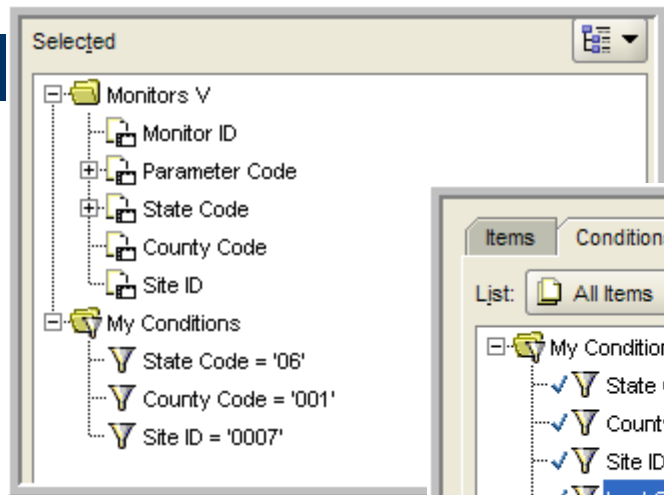 Selected
Monitors V
Monitor ID
Parameter Code
State Code
County Code
Site ID
My Conditions
State Code = '06'
County Code = '001'
Site ID = '0007'
Items
Condition
List: All Items
My Condition
State
Count
Site ID